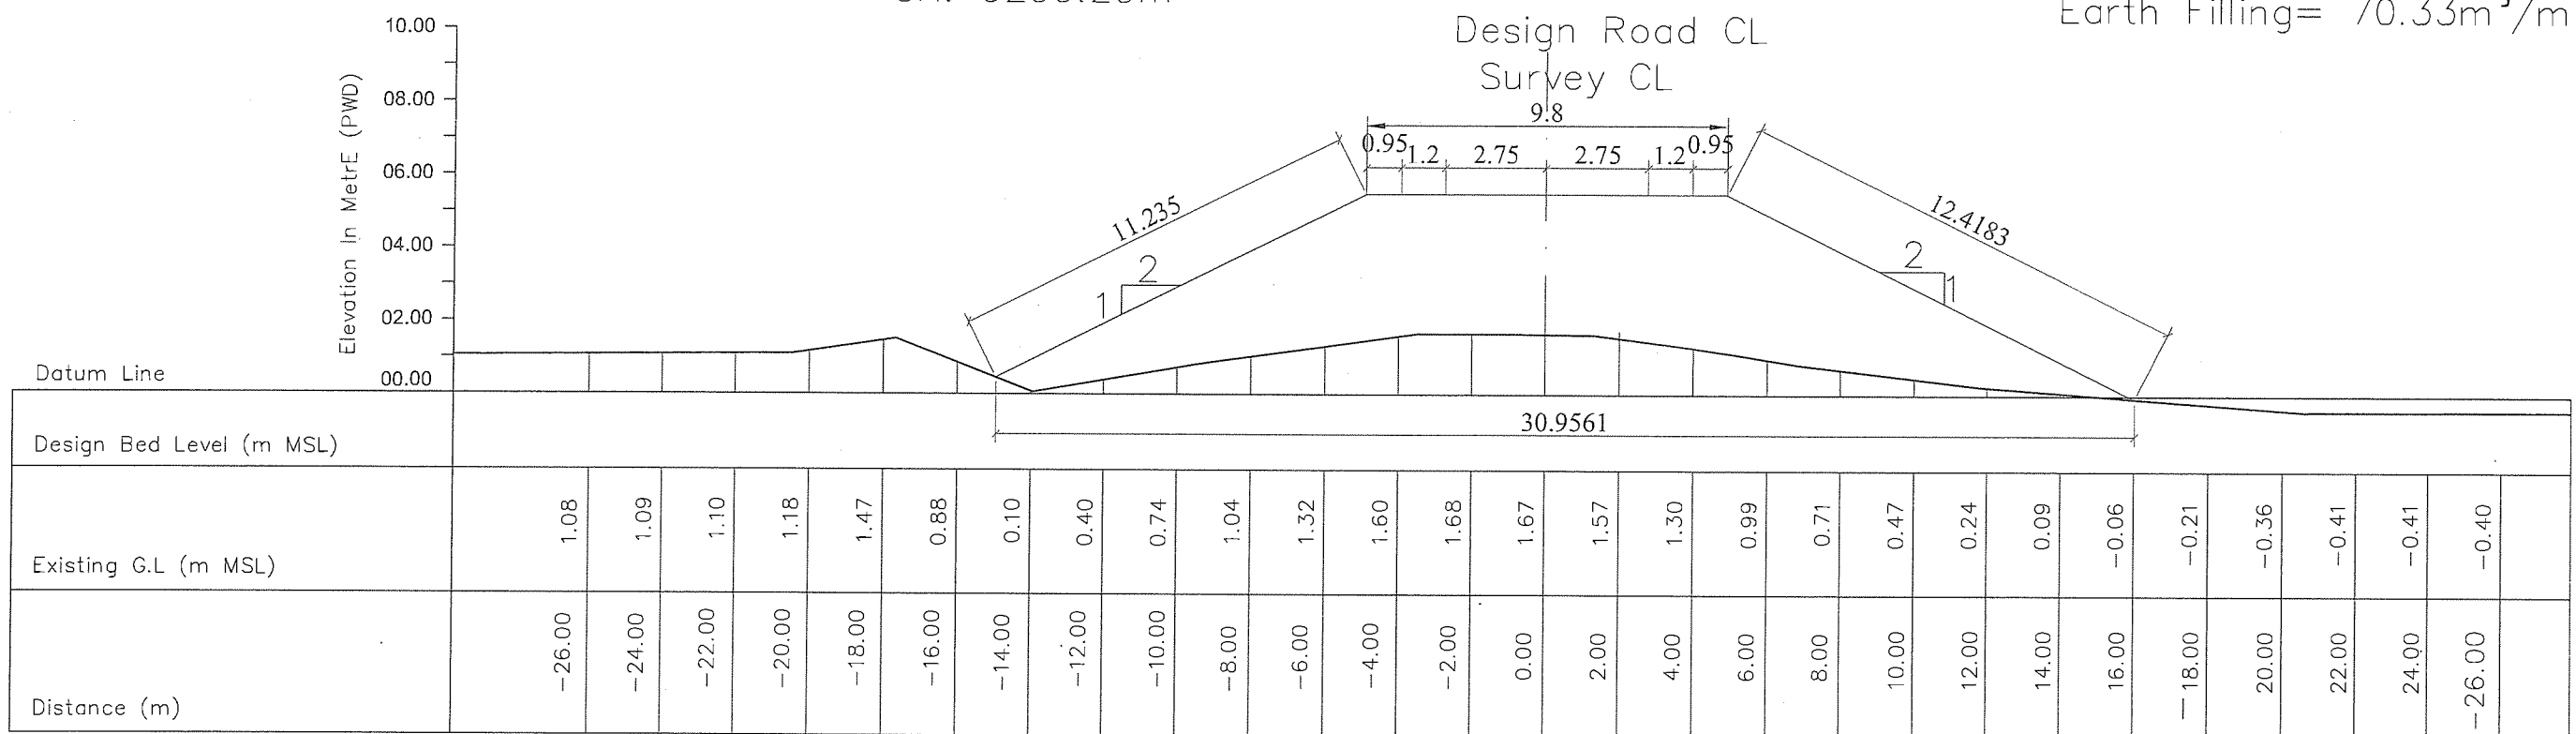 Earth Filling= 70.33m³/m
Design Road CL
Survey CL
10.00
08.00
06.00
04.00
02.00
00.00
Elevation In MetrE (PWD)
9.8
0.95 1.2 2.75 2.75 1.2 0.95
11.235
12.4183
2
1
2
1
30.9561
Datum Line
Design Bed Level (m MSL)
Existing G.L (m MSL) 1.08 1.09 1.10 1.18 1.47 0.88 0.10 0.40 0.74 1.04 1.32 1.60 1.68 1.67 1.57 1.30 0.99 0.71 0.47 0.24 0.09 -0.06 -0.21 -0.36 -0.41 -0.41 -0.40
Distance (m) -26.00 -24.00 -22.00 -20.00 -18.00 -16.00 -14.00 -12.00 -10.00 -8.00 -6.00 -4.00 -2.00 0.00 2.00 4.00 6.00 8.00 10.00 12.00 14.00 16.00 -18.00 20.00 22.00 24.00 -26.00